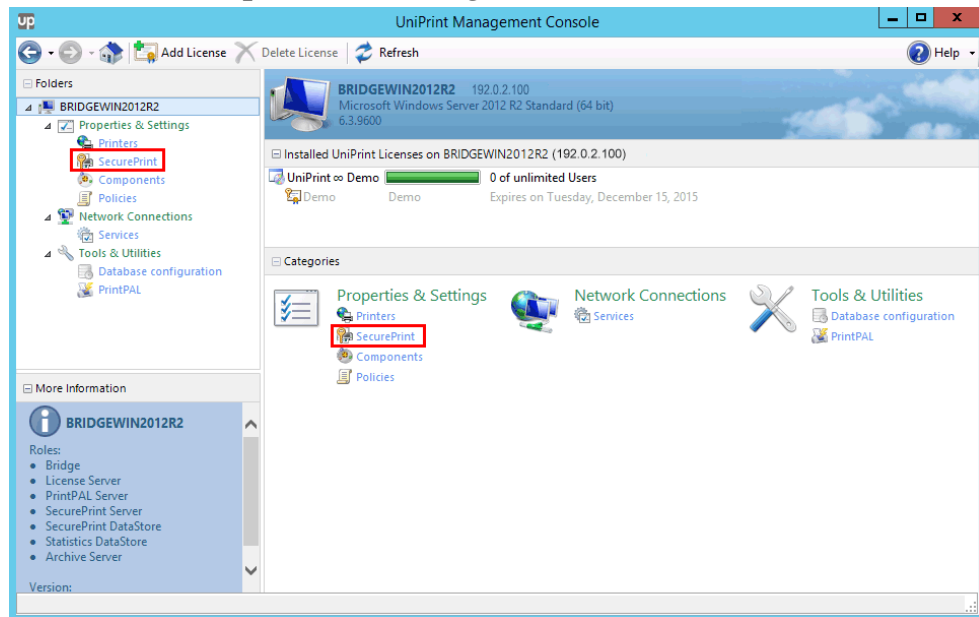 up UniPrint Management Console
Add License Delete License Refresh Help
Folders
BRIDGEWIN2012R2
Properties & Settings
Printers
SecurePrint
Components
Policies
Network Connections
Services
Tools & Utilities
Database configuration
PrintPAL
More Information
BRIDGEWIN2012R2
Roles:
• Bridge
• License Server
• PrintPAL Server
• SecurePrint Server
• SecurePrint DataStore
• Statistics DataStore
• Archive Server
Version:
BRIDGEWIN2012R2 192.0.2.100
Microsoft Windows Server 2012 R2 Standard (64 bit)
6.3.9600
Installed UniPrint Licenses on BRIDGEWIN2012R2 (192.0.2.100)
UniPrint ∞ Demo 0 of unlimited Users
Demo Demo Expires on Tuesday, December 15, 2015
Categories
Properties & Settings
Printers
SecurePrint
Components
Policies
Network Connections
Services
Tools & Utilities
Database configuration
PrintPAL